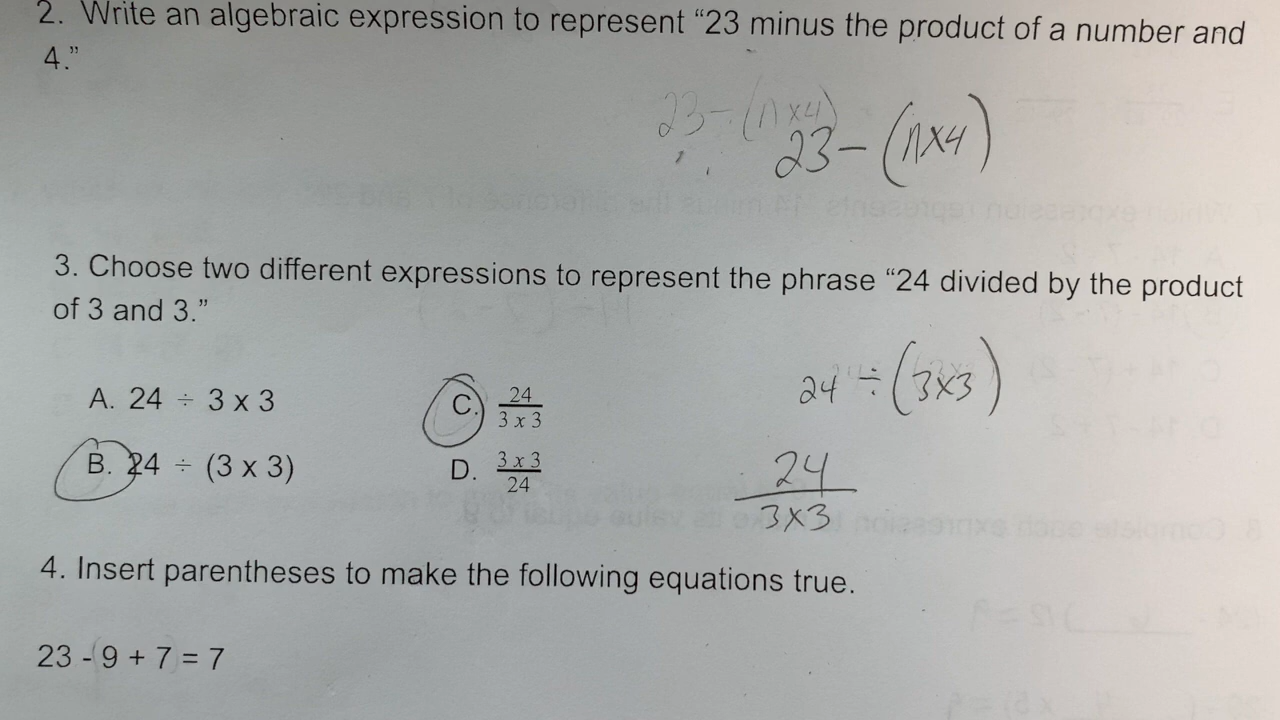 2. Write an algebraic expression to represent “23 minus the product of a number and
4.”
23-(n x4)
23-(nx4)
3. Choose two different expressions to represent the phrase “24 divided by the product
of 3 and 3.”
A. 24 ÷ 3 x 3
B. 24 ÷ (3 x 3)
C. 24
3 x 3
D. 3 x 3
24
24 ÷ (3x3)
24
3x3
4. Insert parentheses to make the following equations true.
23 - (9 + 7 = 7